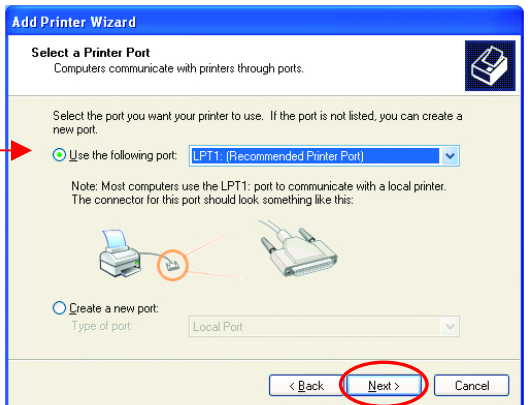 Add Printer Wizard
Select a Printer Port
Computers communicate with printers through ports.
Select the port you want your printer to use. If the port is not listed, you can create a
new port.
Use the following port: LPT1: (Recommended Printer Port)
Note: Most computers use the LPT1: port to communicate with a local printer.
The connector for this port should look something like this:
Create a new port:
Type of port: Local Port
< Back Next > Cancel